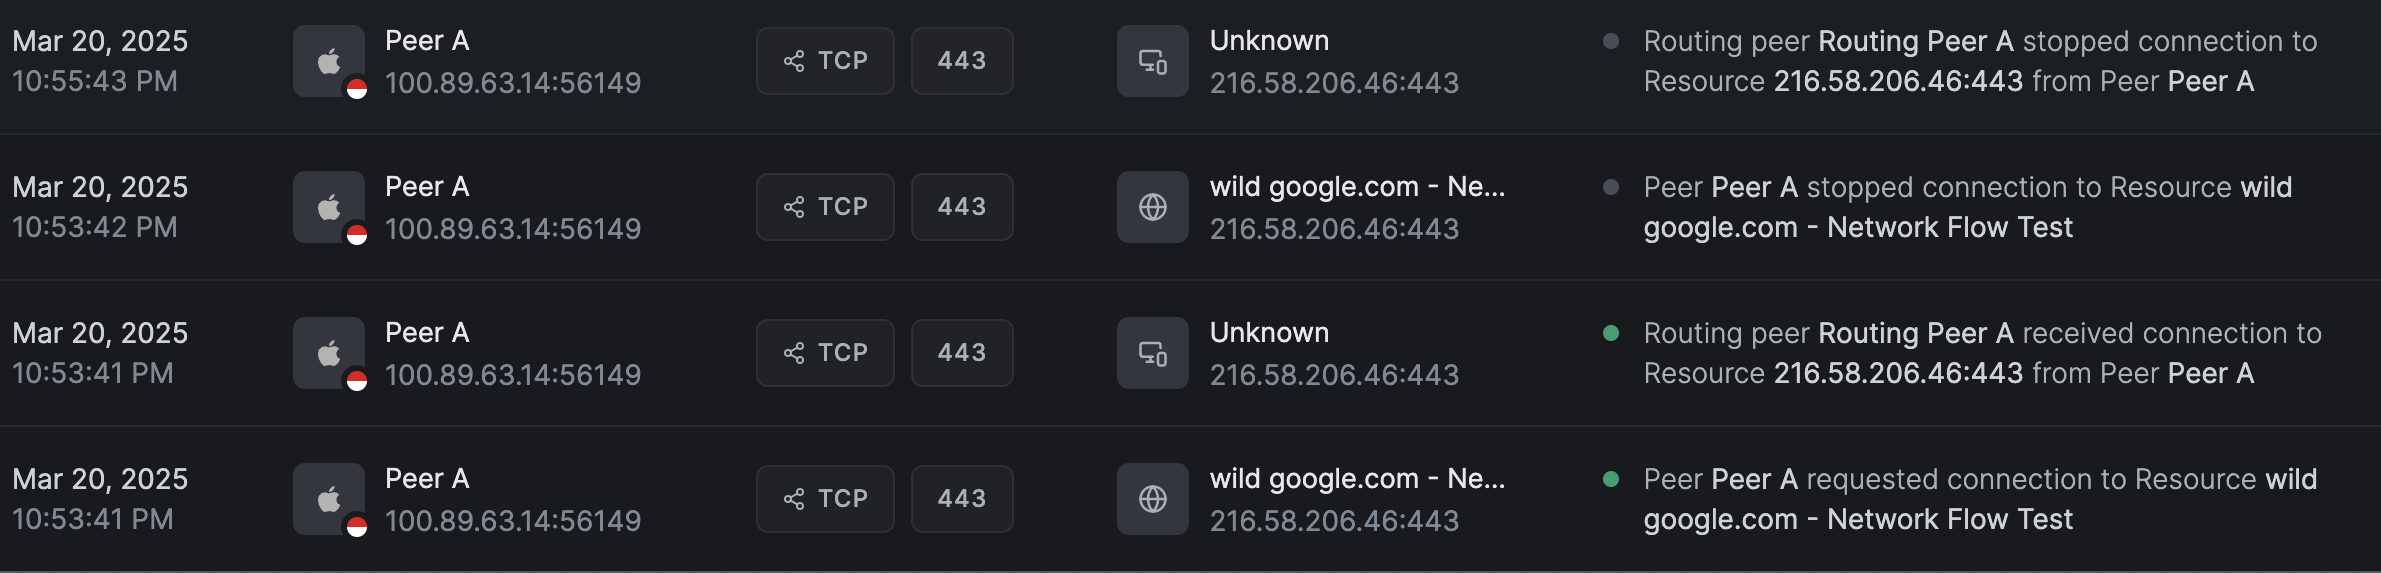 Mar 20, 2025
10:55:43 PM
Peer A
100.89.63.14:56149
TCP
443
Unknown
216.58.206.46:443
Routing peer Routing Peer A stopped connection to
Resource 216.58.206.46:443 from Peer Peer A
Mar 20, 2025
10:53:42 PM
Peer A
100.89.63.14:56149
TCP
443
wild google.com - Ne...
216.58.206.46:443
Peer Peer A stopped connection to Resource wild
google.com - Network Flow Test
Mar 20, 2025
10:53:41 PM
Peer A
100.89.63.14:56149
TCP
443
Unknown
216.58.206.46:443
Routing peer Routing Peer A received connection to
Resource 216.58.206.46:443 from Peer Peer A
Mar 20, 2025
10:53:41 PM
Peer A
100.89.63.14:56149
TCP
443
wild google.com - Ne...
216.58.206.46:443
Peer Peer A requested connection to Resource wild
google.com - Network Flow Test